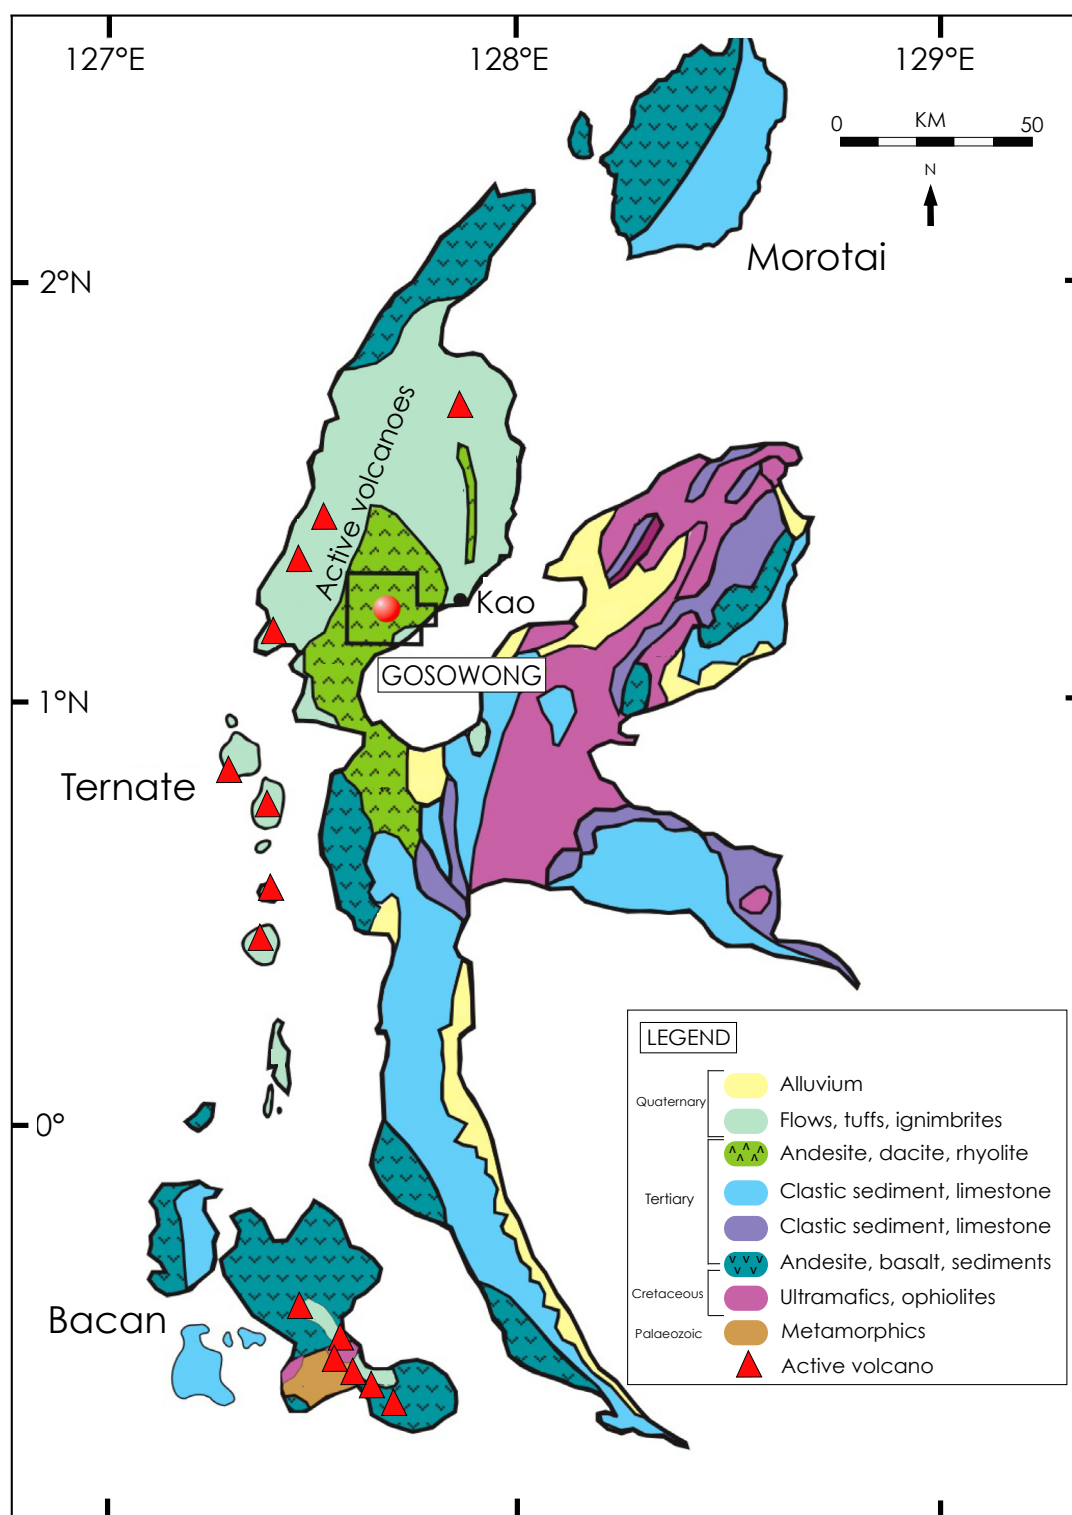 127°E
128°E
129°E
0
KM
50
N
Morotai
2°N
Active volcanoes
Kao
GOSOWONG
1°N
Ternate
0°
Bacan
LEGEND
Quaternary
Alluvium
Flows, tuffs, ignimbrites
Tertiary
Andesite, dacite, rhyolite
Clastic sediment, limestone
Clastic sediment, limestone
Andesite, basalt, sediments
Cretaceous
Ultramafics, ophiolites
Palaeozoic
Metamorphics
Active volcano